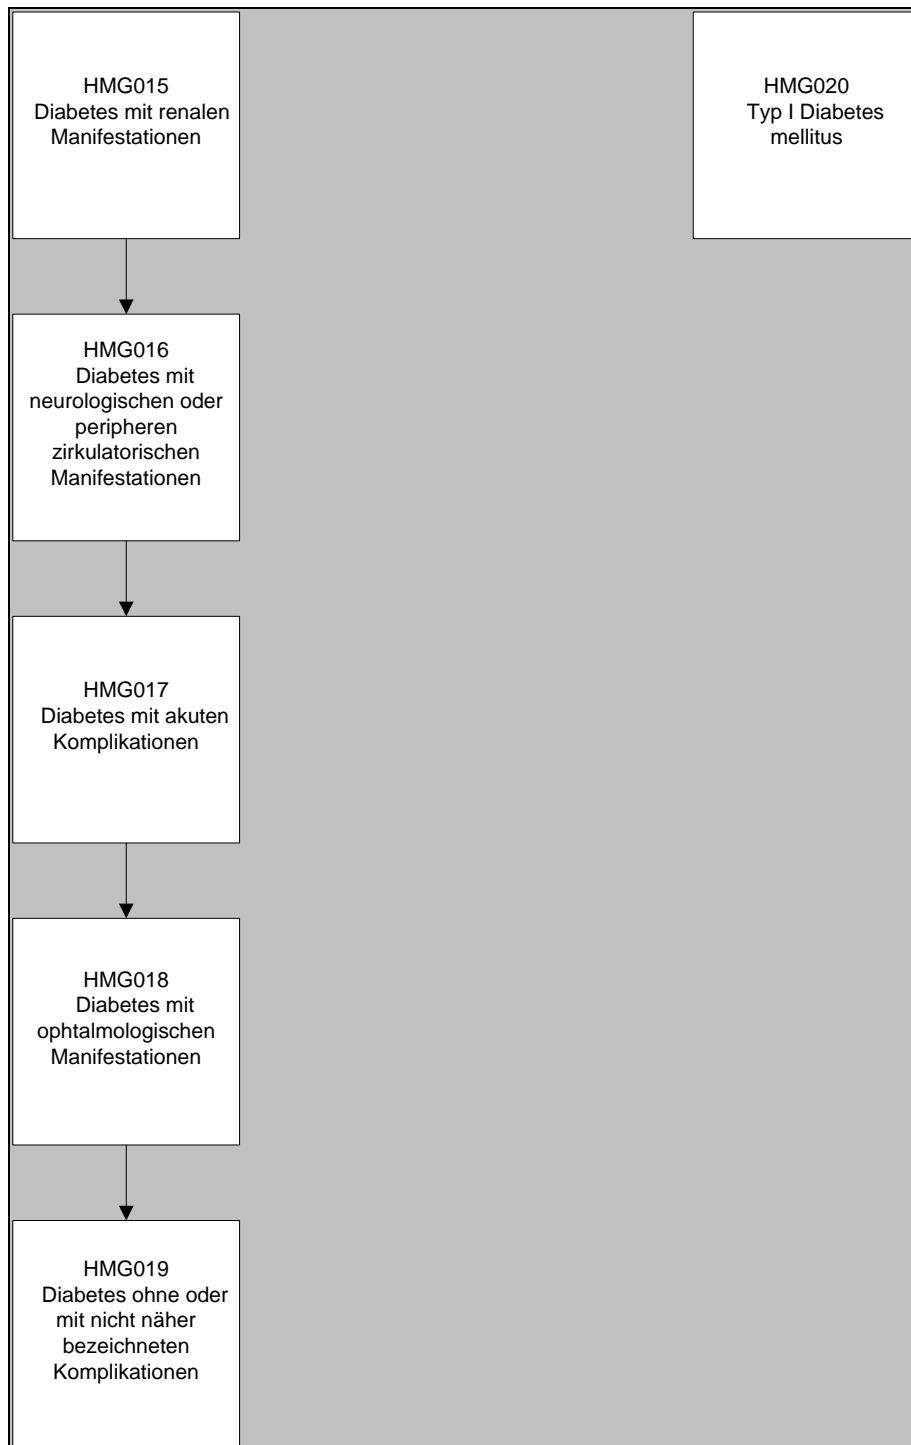 HMG015
Diabetes mit renalen
Manifestationen
HMG020
Typ I Diabetes
mellitus
HMG016
Diabetes mit
neurologischen oder
peripheren
zirkulatorischen
Manifestationen
HMG017
Diabetes mit akuten
Komplikationen
HMG018
Diabetes mit
ophtalmologischen
Manifestationen
HMG019
Diabetes ohne oder
mit nicht näher
bezeichneten
Komplikationen